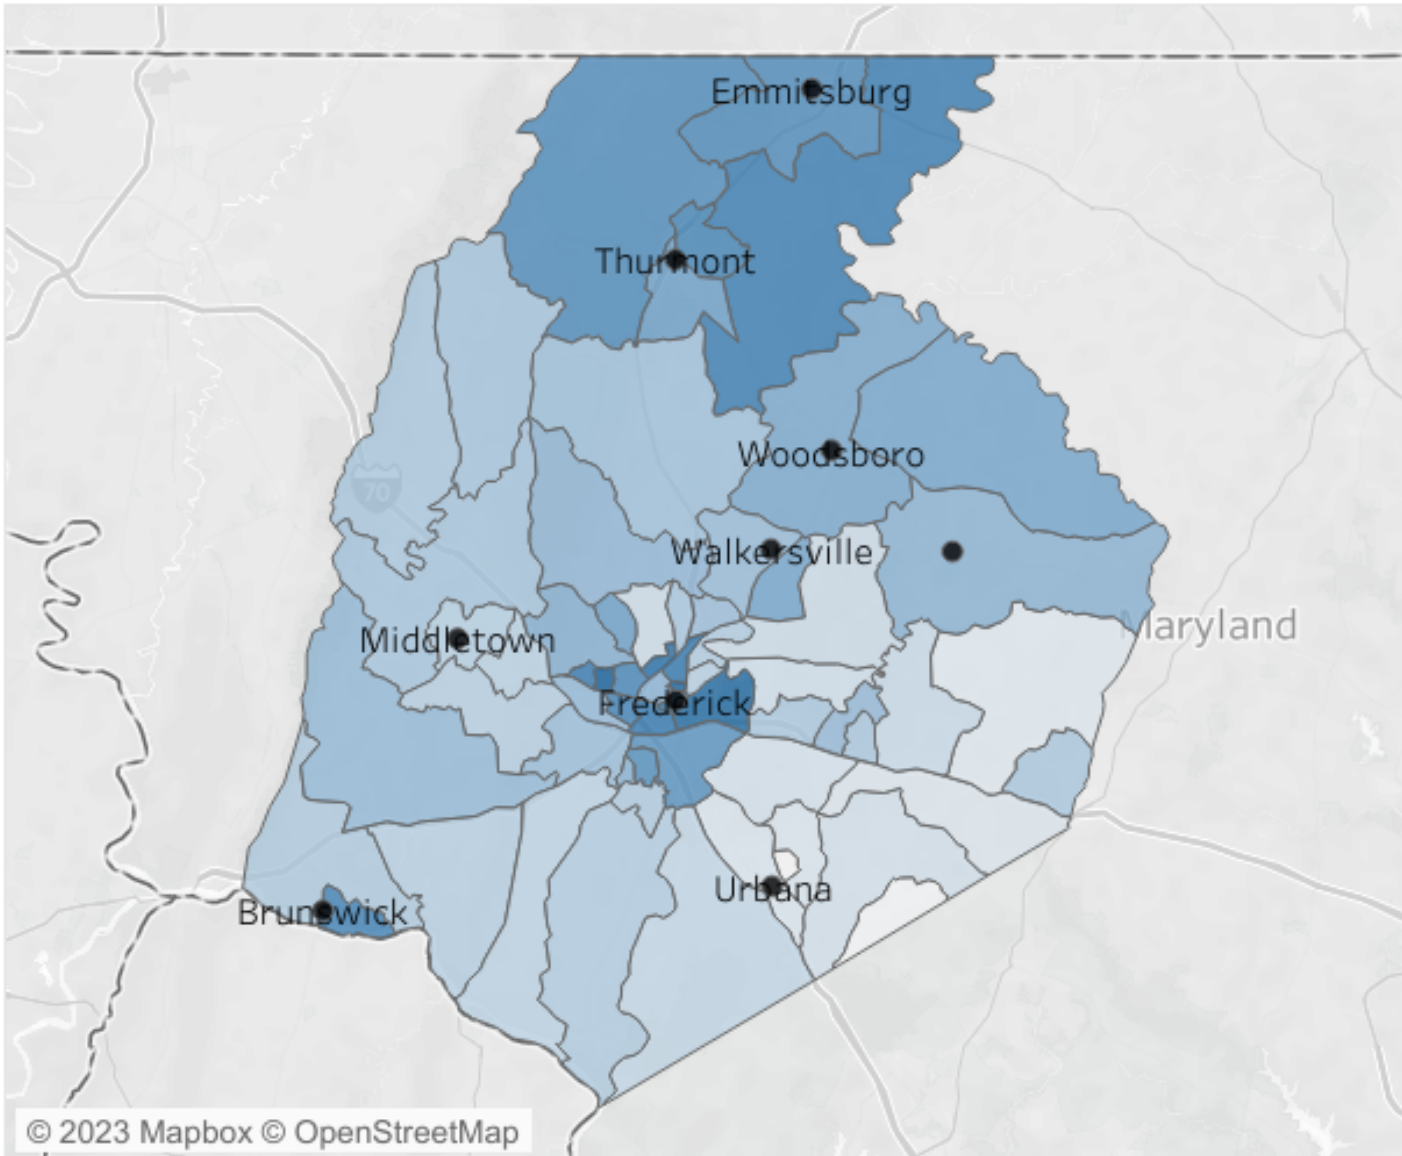 Emmitsburg
Thurmont
Woodsboro
70
Walkersville
Maryland
Middletown
Frederick
Urbana
Brunswick
© 2023 Mapbox © OpenStreetMap